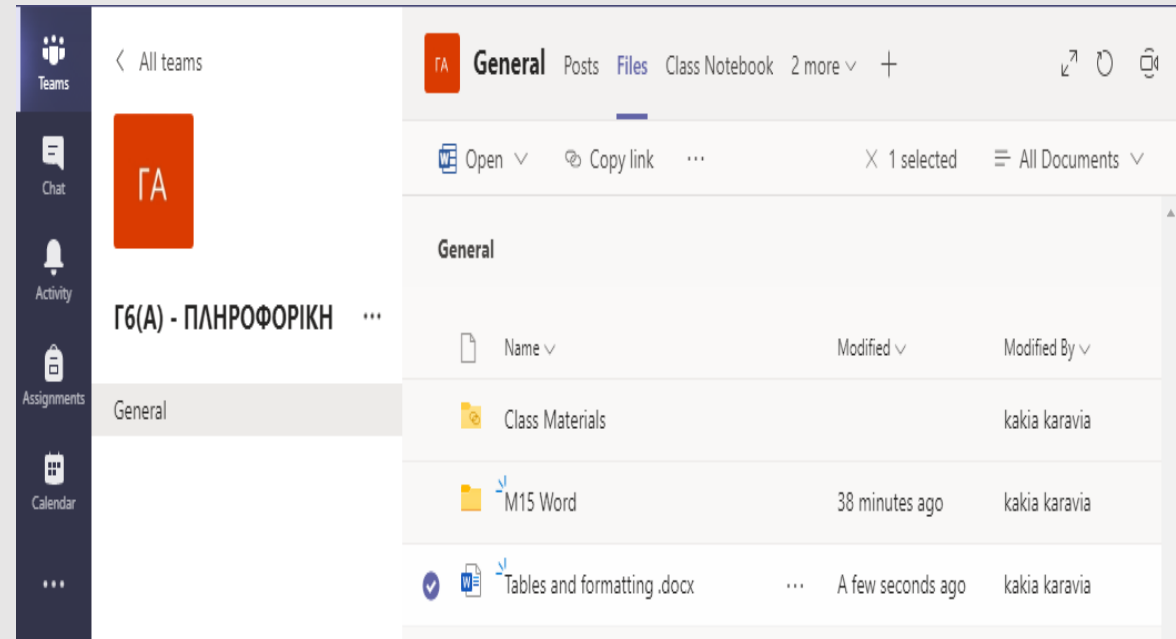 Teams
Chat
Activity
Assignments
Calendar
All teams
ΓΑ
Γ6(Α) - ΠΛΗΡΟΦΟΡΙΚΗ
General
ΓΑ General Posts Files Class Notebook 2 more
Open Copy link ... 1 selected All Documents
General
Name Modified Modified By
Class Materials kakia karavia
M15 Word 38 minutes ago kakia karavia
Tables and formatting .docx ... A few seconds ago kakia karavia